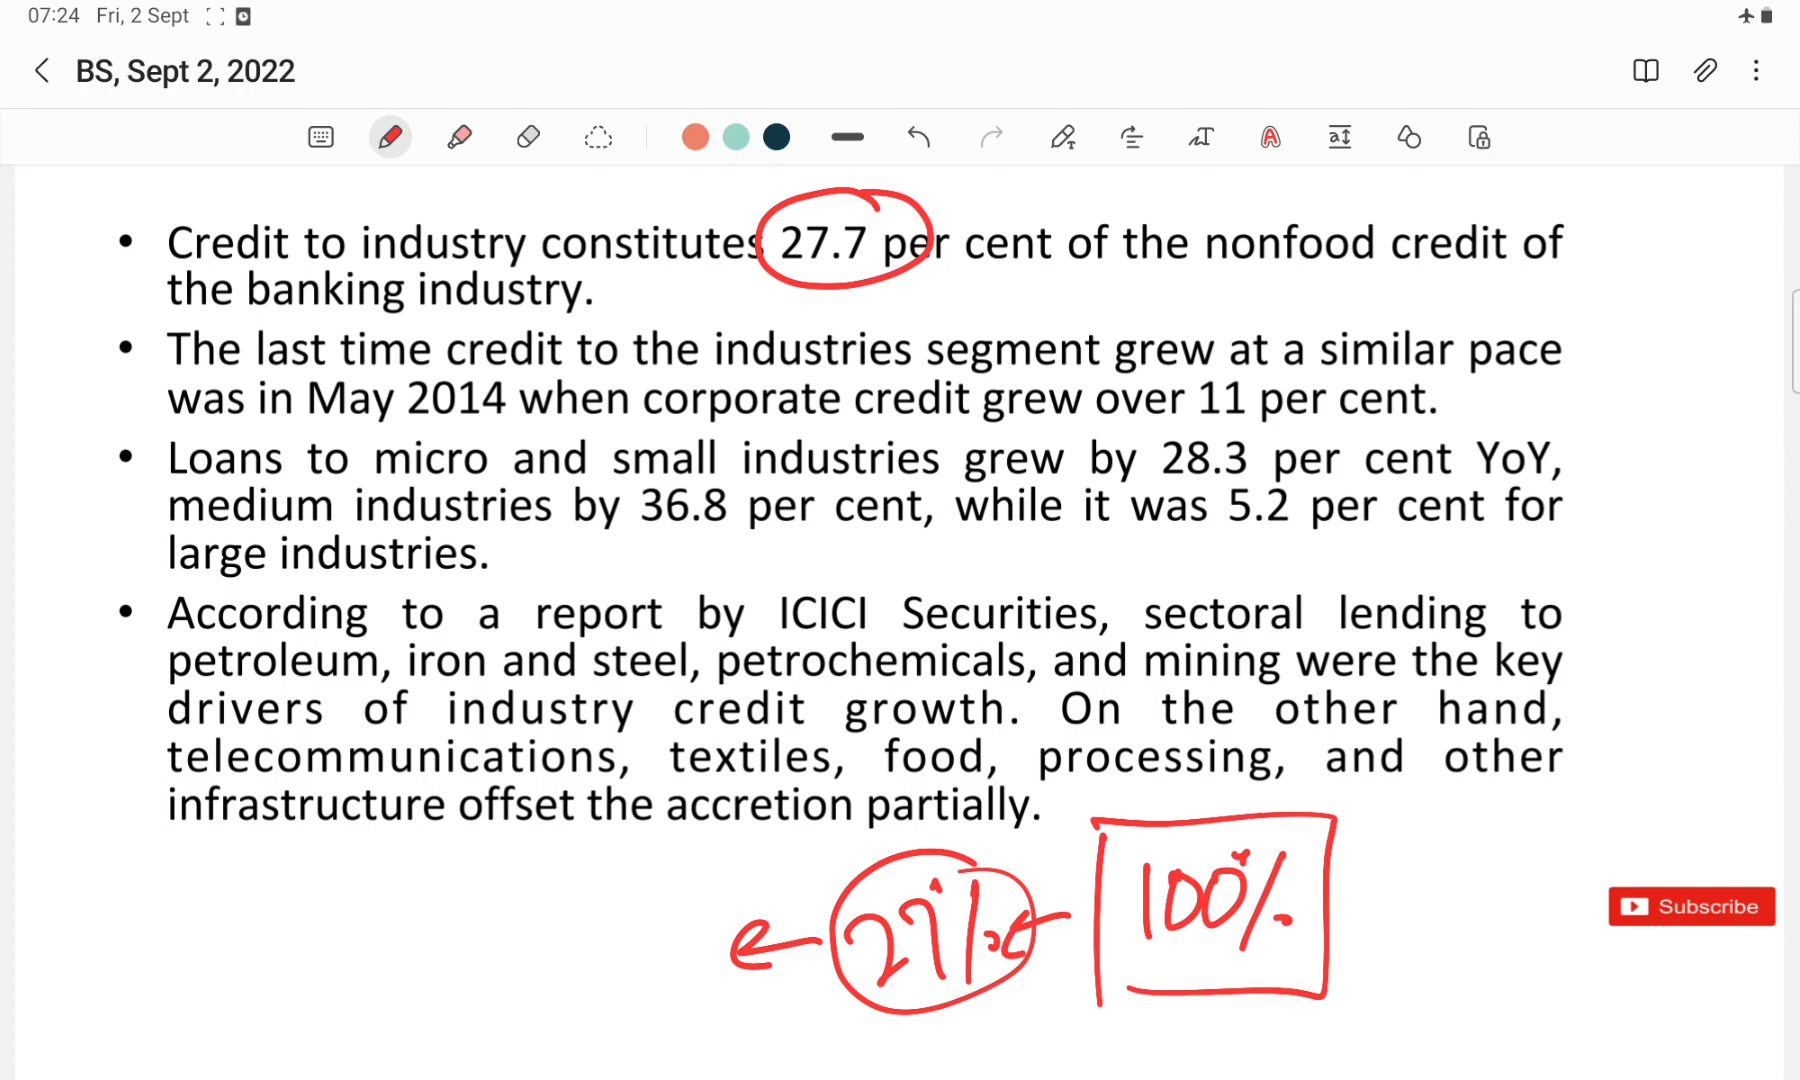 07:24 Fri, 2 Sept
BS, Sept 2, 2022
• Credit to industry constitutes 27.7 per cent of the nonfood credit of
the banking industry.
• The last time credit to the industries segment grew at a similar pace
was in May 2014 when corporate credit grew over 11 per cent.
• Loans to micro and small industries grew by 28.3 per cent YoY,
medium industries by 36.8 per cent, while it was 5.2 per cent for
large industries.
• According to a report by ICICI Securities, sectoral lending to
petroleum, iron and steel, petrochemicals, and mining were the key
drivers of industry credit growth. On the other hand,
telecommunications, textiles, food, processing, and other
infrastructure offset the accretion partially.
27% 100%
Subscribe